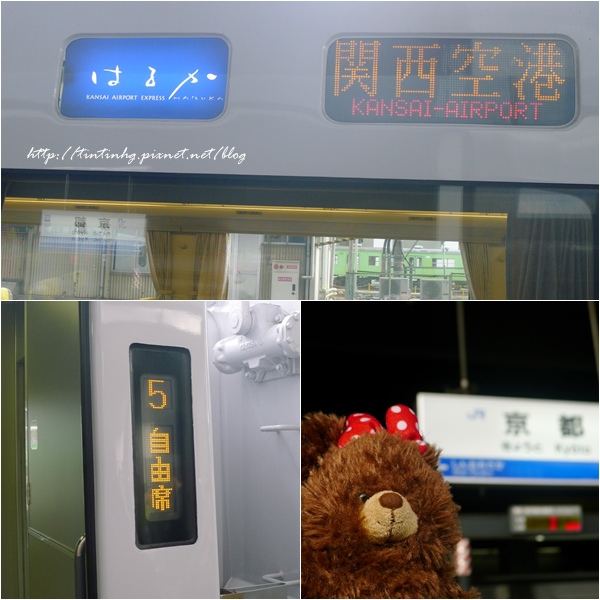 はるか
KANSAI AIRPORT EXPRESS HARUKA
関西空港
KANSAI-AIRPORT
http://tintinhg.pixnet.net/blog
5
自由席
JR
京都
きょうと Kyōto